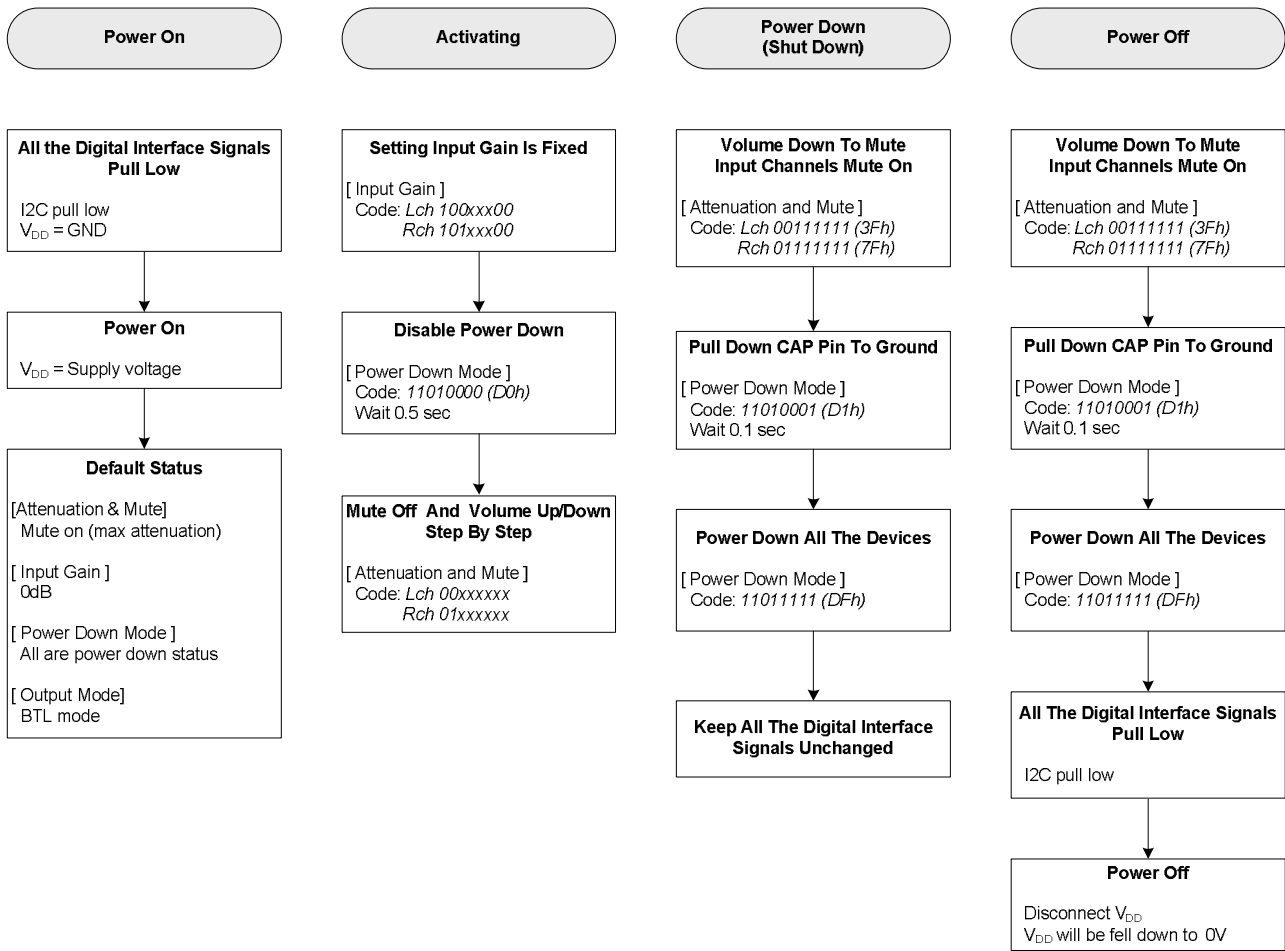 Power On
All the Digital Interface Signals
Pull Low
I2C pull low
VDD = GND
Power On
VDD = Supply voltage
Default Status
[Attenuation & Mute]
Mute on (max attenuation)
[ Input Gain ]
0dB
[ Power Down Mode ]
All are power down status
[ Output Mode]
BTL mode
Activating
Setting Input Gain Is Fixed
[ Input Gain ]
Code: Lch 100xxx00
Rch 101xxx00
Disable Power Down
[ Power Down Mode ]
Code: 11010000 (D0h)
Wait 0.5 sec
Mute Off And Volume Up/Down
Step By Step
[ Attenuation and Mute ]
Code: Lch 00xxxxxx
Rch 01xxxxxx
Power Down
(Shut Down)
Volume Down To Mute
Input Channels Mute On
[ Attenuation and Mute ]
Code: Lch 00111111 (3Fh)
Rch 01111111 (7Fh)
Pull Down CAP Pin To Ground
[ Power Down Mode ]
Code: 11010001 (D1h)
Wait 0.1 sec
Power Down All The Devices
[ Power Down Mode ]
Code: 11011111 (DFh)
Keep All The Digital Interface
Signals Unchanged
Power Off
Volume Down To Mute
Input Channels Mute On
[ Attenuation and Mute ]
Code: Lch 00111111 (3Fh)
Rch 01111111 (7Fh)
Pull Down CAP Pin To Ground
[ Power Down Mode ]
Code: 11010001 (D1h)
Wait 0.1 sec
Power Down All The Devices
[ Power Down Mode ]
Code: 11011111 (DFh)
All The Digital Interface Signals
Pull Low
I2C pull low
Power Off
Disconnect VDD
VDD will be fell down to 0V